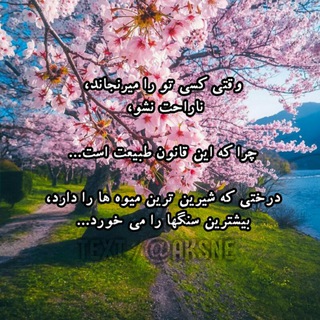 وقتی کسی تو را میرنجاند،
ناراحت نشو،
چرا که این قانون طبیعت است...
درختی که شیرین ترین میوه ها را دارد،
بیشترین سنگها را می خورد...
TEXT/@AKSNE